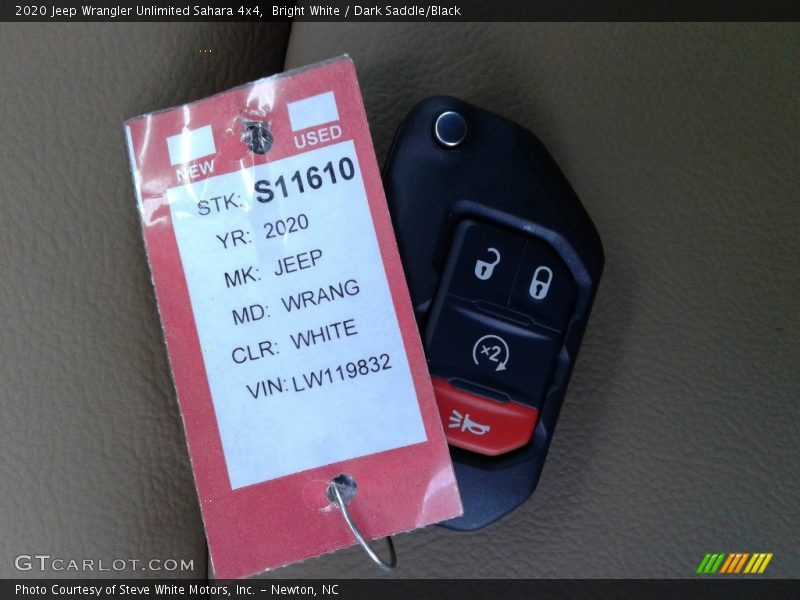 2020 Jeep Wrangler Unlimited Sahara 4x4,  Bright White / Dark Saddle/Black
NEW
USED
STK: S11610
YR: 2020
MK: JEEP
MD: WRANG
CLR: WHITE
VIN: LW119832
×2
GTCARLOT.COM
Photo Courtesy of Steve White Motors, Inc. – Newton, NC